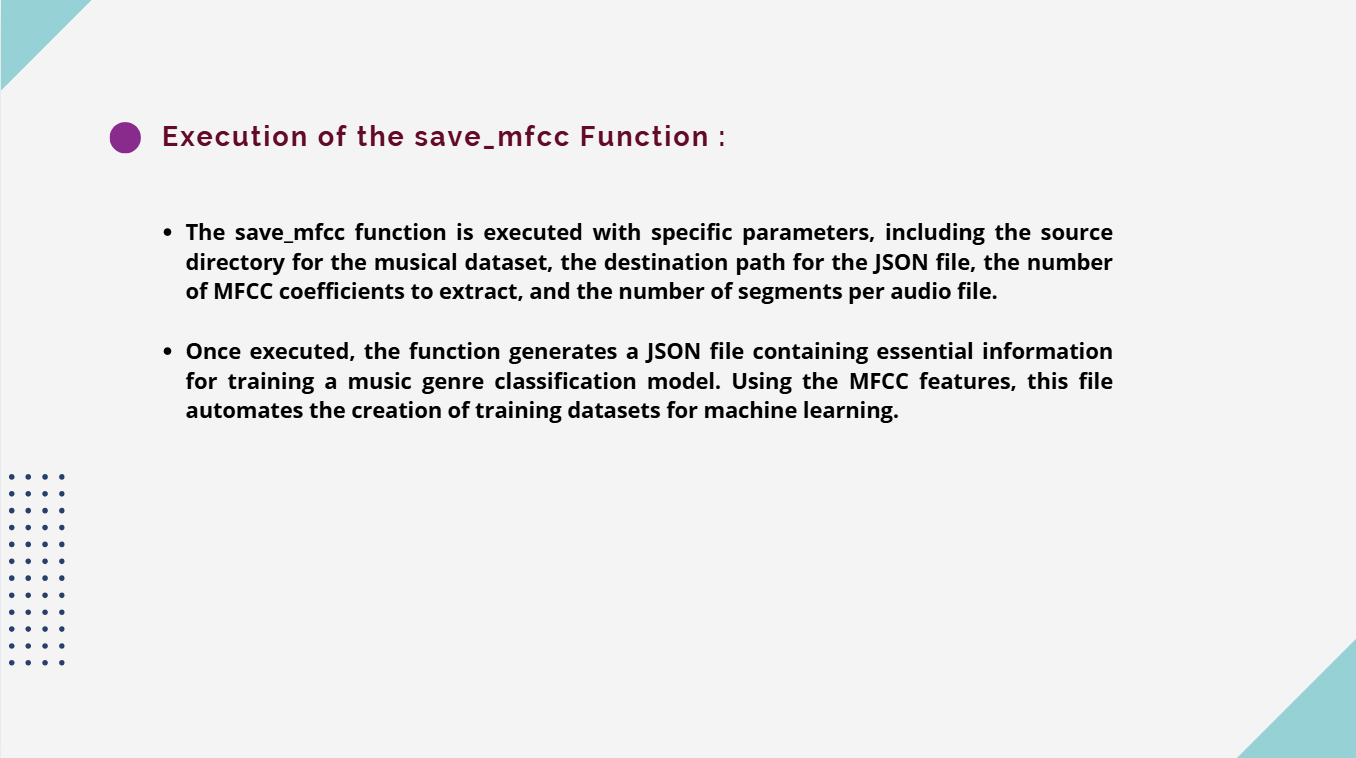 Execution of the save_mfcc Function :
• The save_mfcc function is executed with specific parameters, including the source
directory for the musical dataset, the destination path for the JSON file, the number
of MFCC coefficients to extract, and the number of segments per audio file.
• Once executed, the function generates a JSON file containing essential information
for training a music genre classification model. Using the MFCC features, this file
automates the creation of training datasets for machine learning.